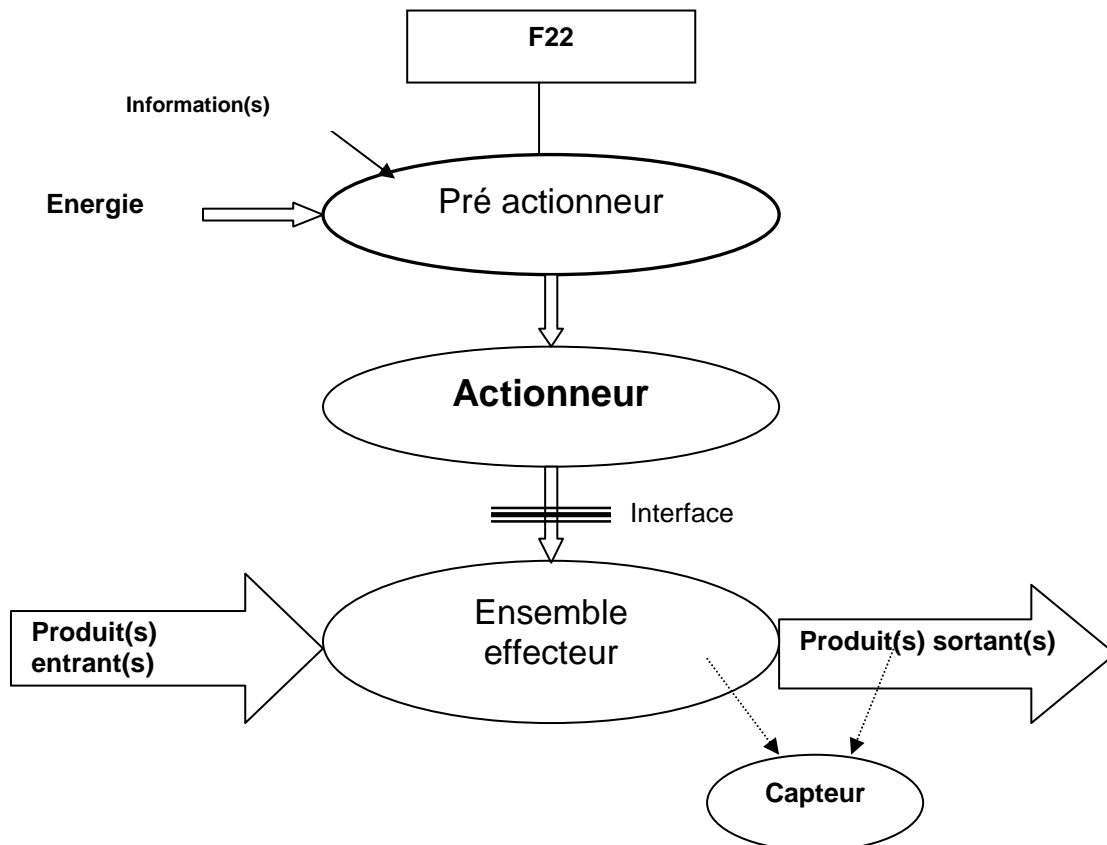 F22
Information(s)
Energie
Pré actionneur
Actionneur
Interface
Ensemble
effecteur
Produit(s)
entrant(s)
Produit(s) sortant(s)
Capteur